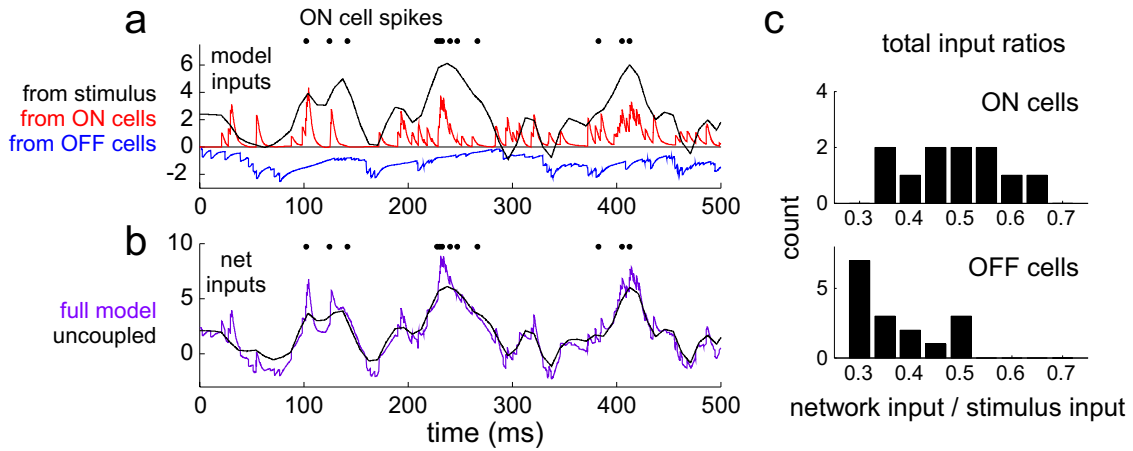 a
ON cell spikes
model
inputs
from stimulus
from ON cells
from OFF cells
6
4
2
0
-2
0 100 200 300 400 500
b
net
inputs
full model
uncoupled
10
5
0
0 100 200 300 400 500
time (ms)
c
total input ratios
ON cells
4
2
0
0.3 0.4 0.5 0.6 0.7
count
OFF cells
5
0
0.3 0.4 0.5 0.6 0.7
network input / stimulus input